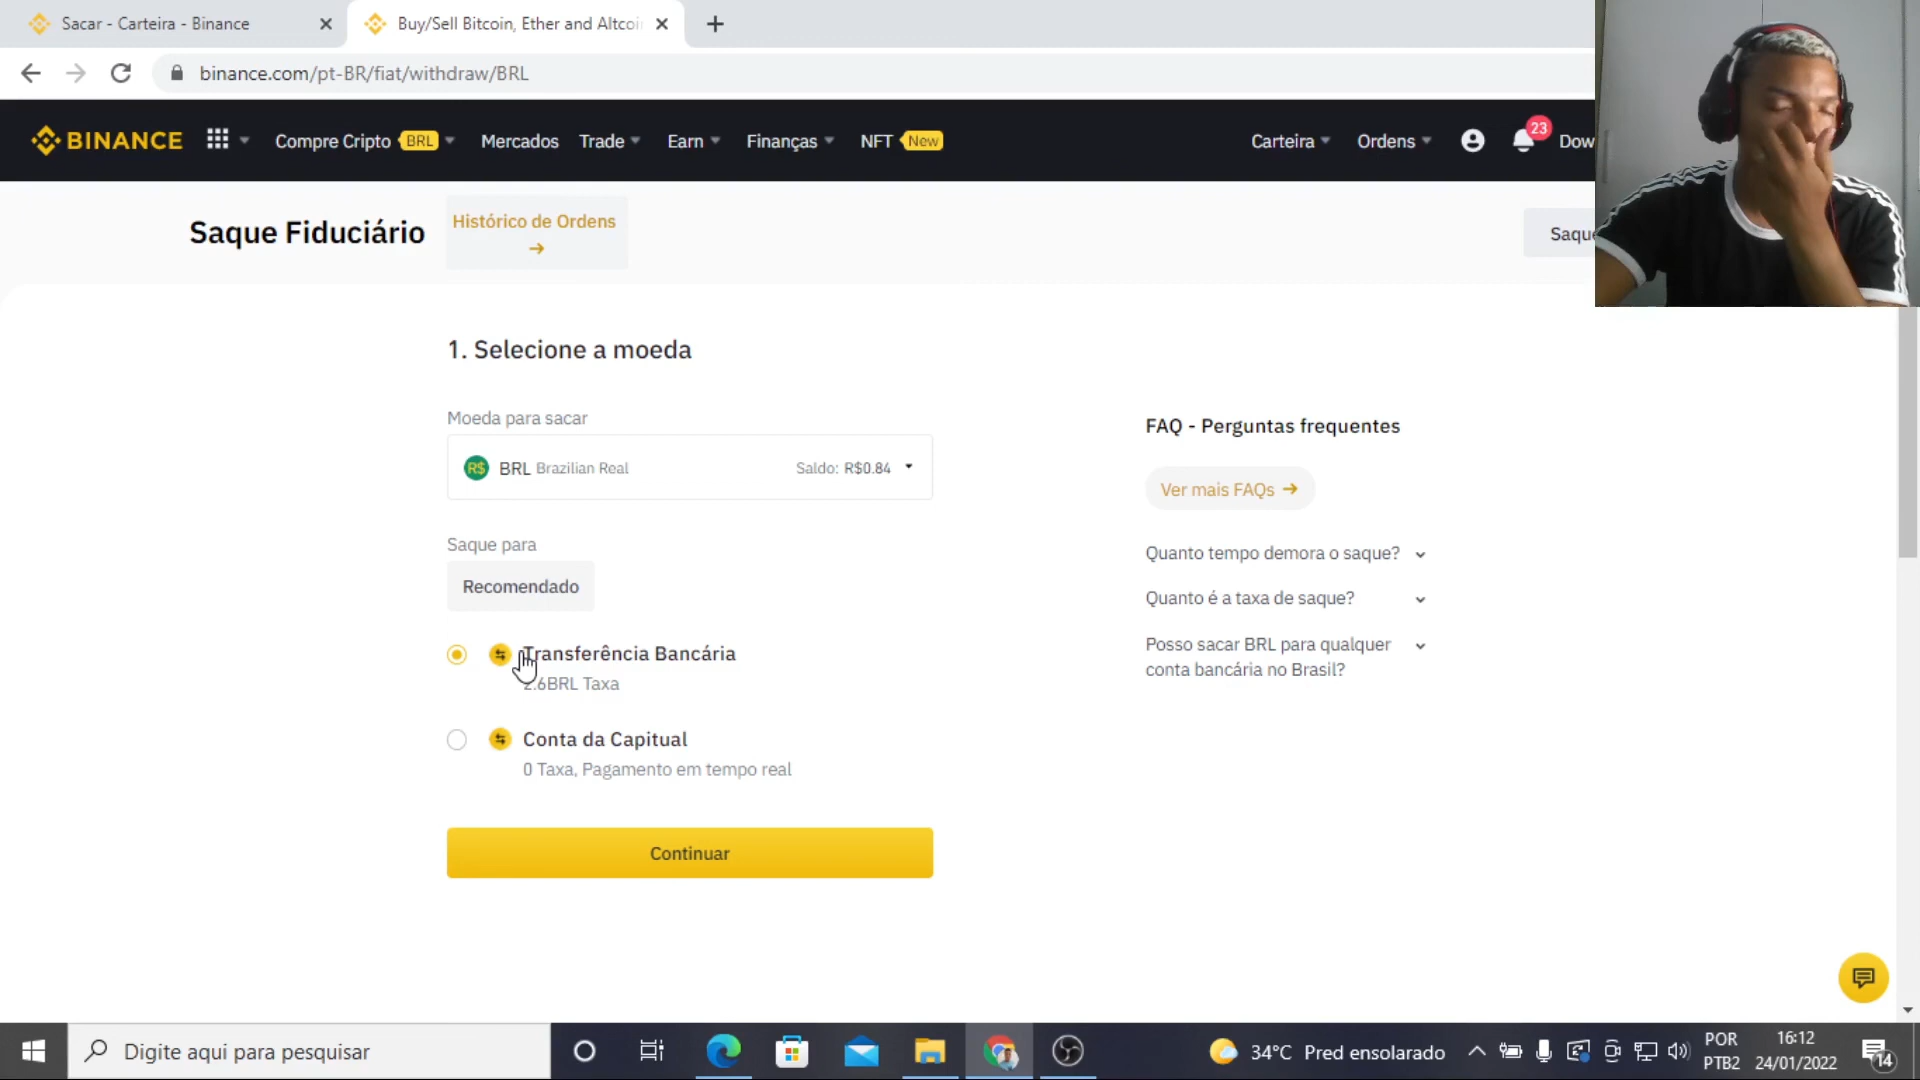 Sacar - Carteira - Binance
Buy/Sell Bitcoin, Ether and Altcoi
binance.com/pt-BR/fiat/withdraw/BRL
BINANCE
Compre Cripto BRL
Mercados
Trade
Earn
Finanças
NFT New
Carteira
Ordens
23
Dow
Saque Fiduciário
Histórico de Ordens →
Saque
1. Selecione a moeda
Moeda para sacar
R$ BRL Brazilian Real Saldo: R$0.84
Saque para
Recomendado
Transferência Bancária
2.6BRL Taxa
Conta da Capitual
0 Taxa, Pagamento em tempo real
Continuar
FAQ - Perguntas frequentes
Ver mais FAQs →
Quanto tempo demora o saque?
Quanto é a taxa de saque?
Posso sacar BRL para qualquer
conta bancária no Brasil?
Digite aqui para pesquisar
34°C Pred ensolarado
POR
PTB2
16:12
24/01/2022
14